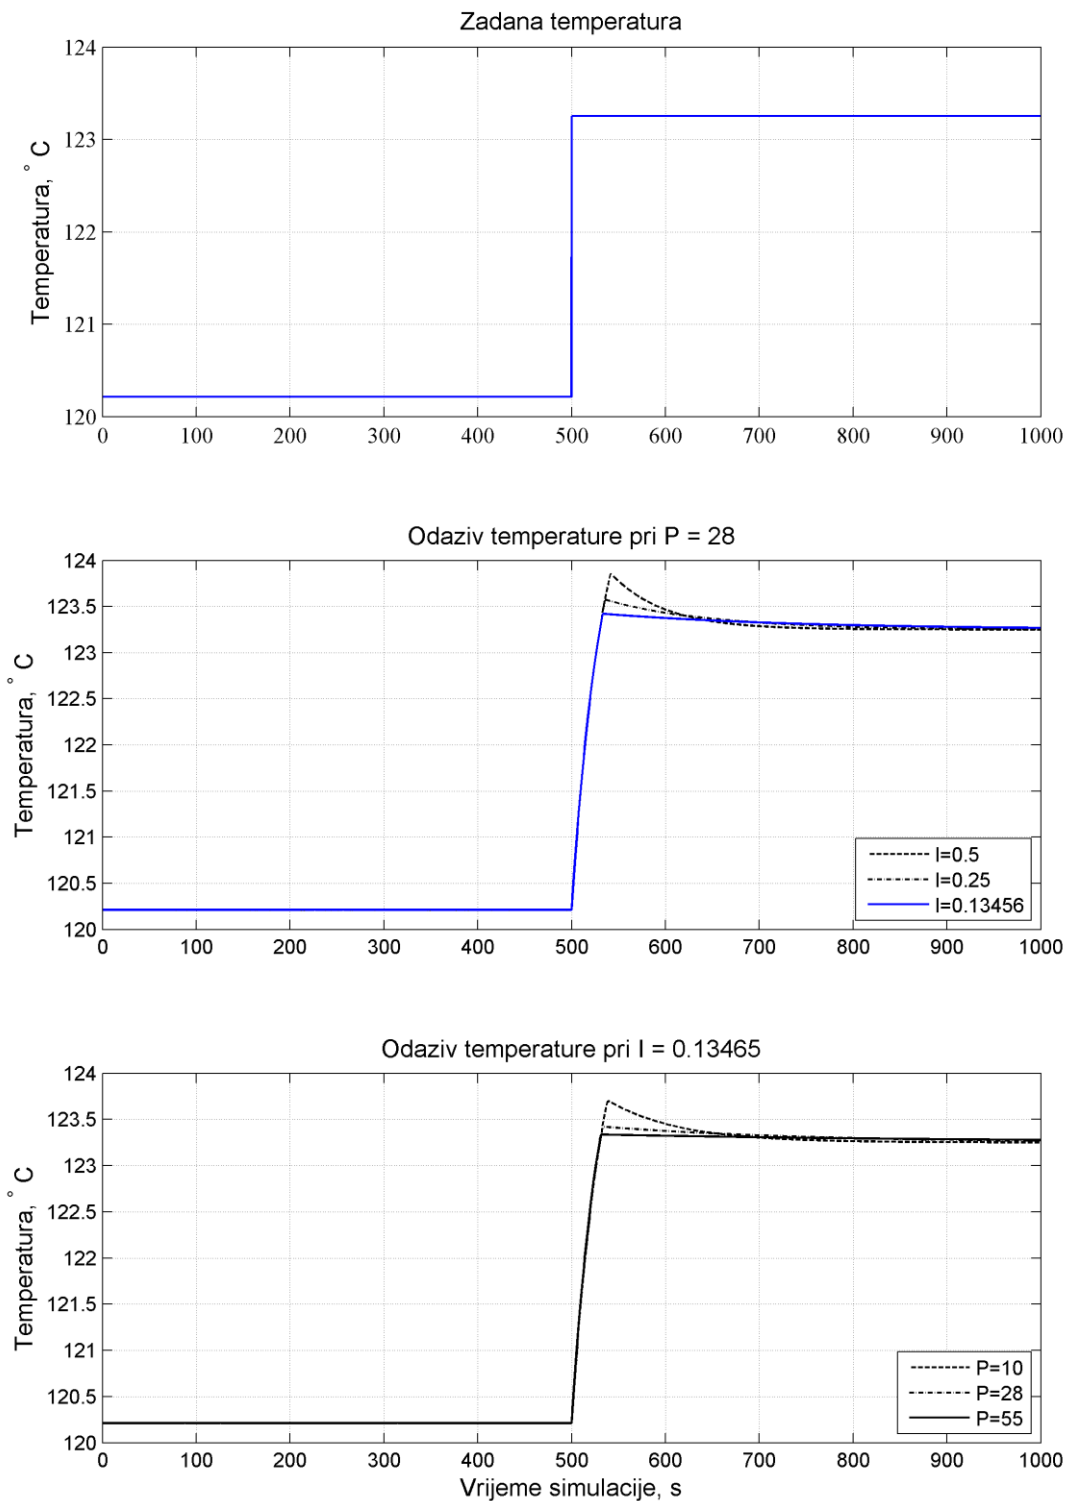 Zadana temperatura
124
123
122
121
120
Temperatura, ° C
0 100 200 300 400 500 600 700 800 900 1000
Odaziv temperature pri P = 28
124
123.5
123
122.5
122
121.5
121
120.5
120
Temperatura, ° C
I=0.5
I=0.25
I=0.13456
0 100 200 300 400 500 600 700 800 900 1000
Odaziv temperature pri I = 0.13465
124
123.5
123
122.5
122
121.5
121
120.5
120
Temperatura, ° C
P=10
P=28
P=55
0 100 200 300 400 500 600 700 800 900 1000
Vrijeme simulacije, s